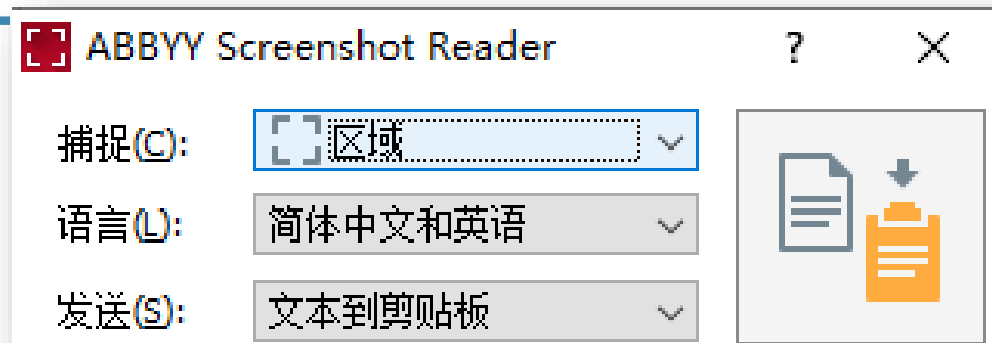 ABBYY Screenshot Reader ? ×
捕捉(C): 区域
语言(L): 简体中文和英语
发送(S): 文本到剪贴板